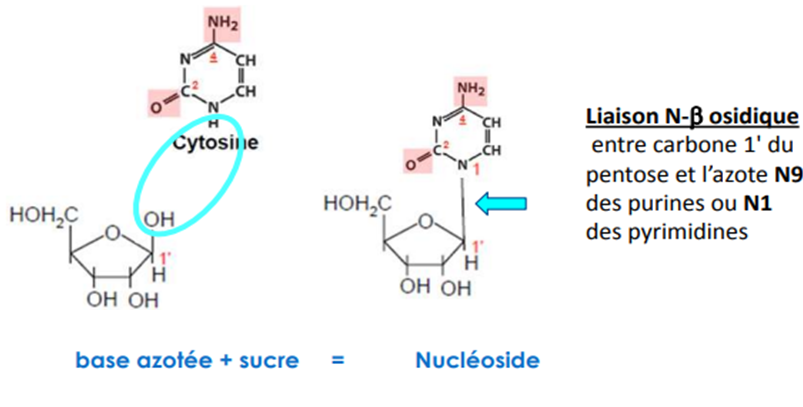 NH₂
N 4 CH
C 2 CH
O N
H
Cytosine
HOH₂C OH
O
1'
H
OH OH
NH₂
N 4 CH
C 2 CH
O N 1
HOH₂C
O
1'
H
OH OH
Liaison N-β osidique
entre carbone 1' du
pentose et l’azote N9
des purines ou N1
des pyrimidines
base azotée + sucre = Nucléoside